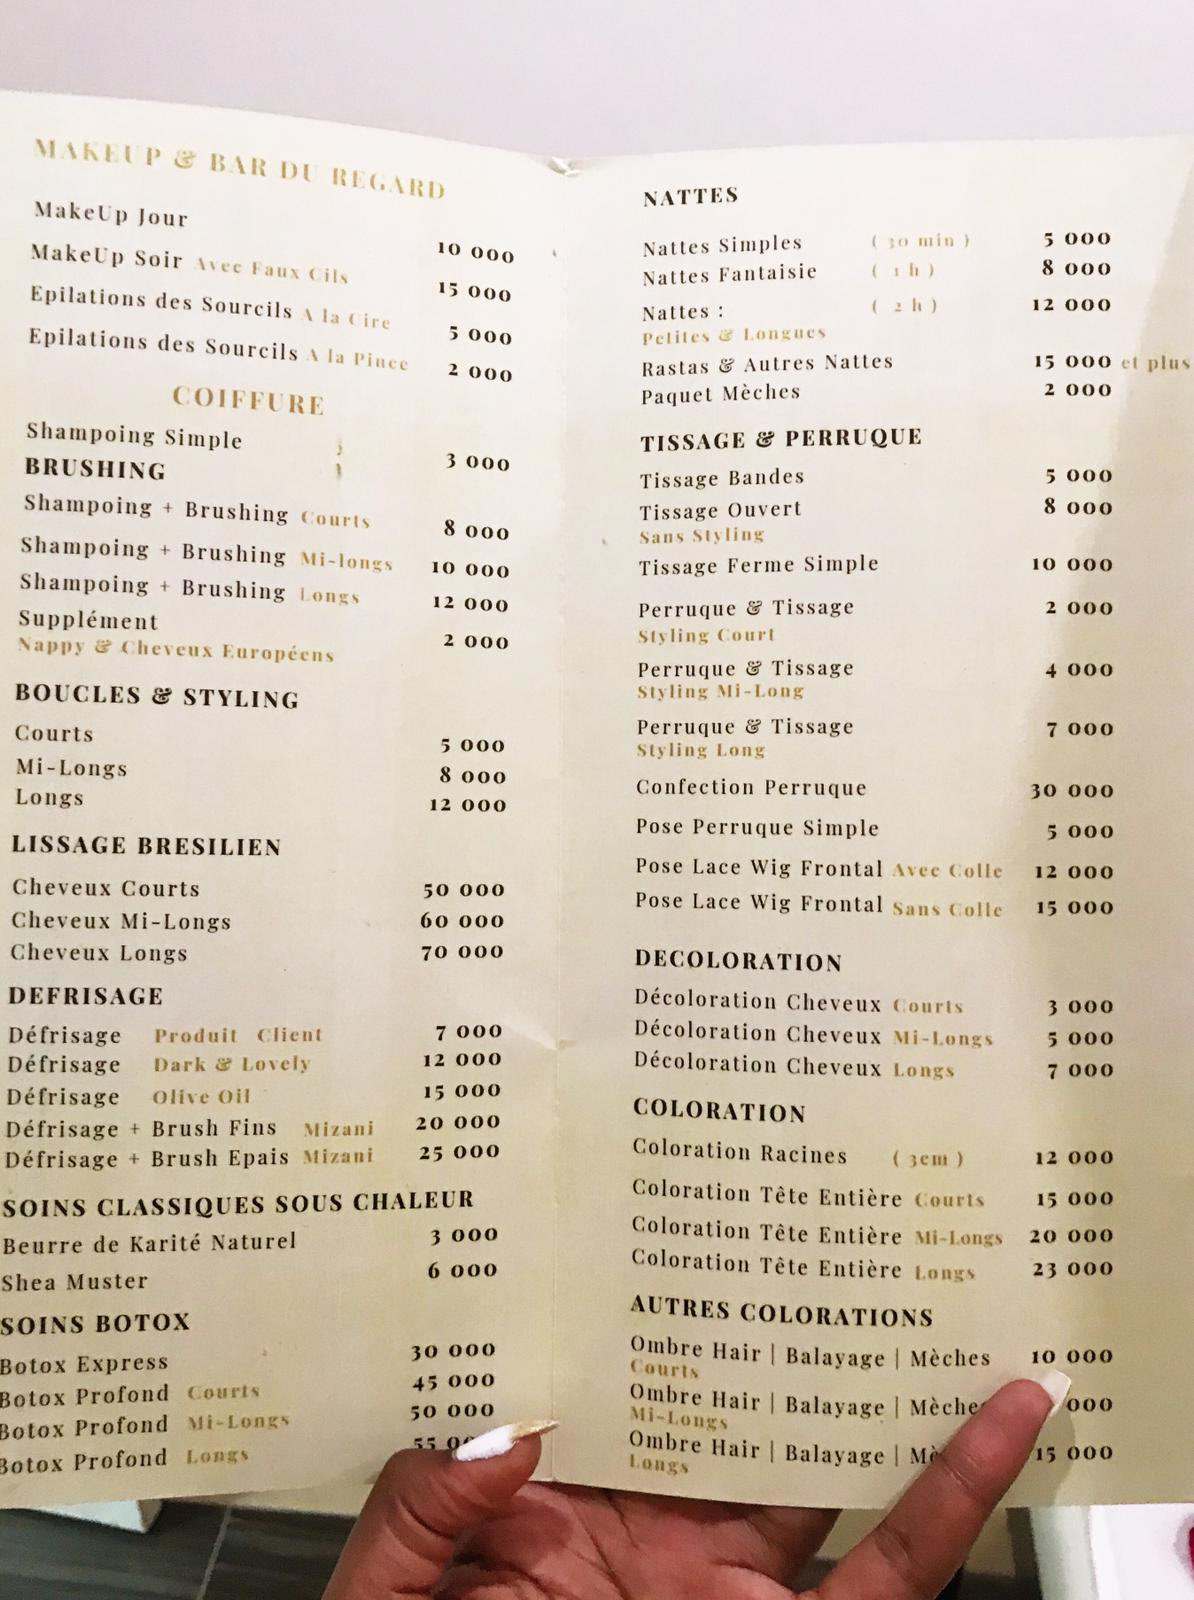 MAKEUP & BAR DU REGARD
MakeUp Jour 10 000
MakeUp Soir Avec Faux Cils 15 000
Epilations des Sourcils A la Cire 5 000
Epilations des Sourcils A la Pince 2 000
COIFFURE
Shampoing Simple 3 000
BRUSHING
Shampoing + Brushing Courts 8 000
Shampoing + Brushing Mi-longs 10 000
Shampoing + Brushing Longs 12 000
Supplément 2 000
Nappy & Cheveux Européens
BOUCLES & STYLING
Courts 5 000
Mi-Longs 8 000
Longs 12 000
LISSAGE BRESILIEN
Cheveux Courts 50 000
Cheveux Mi-Longs 60 000
Cheveux Longs 70 000
DEFRISAGE
Défrisage Produit Client 7 000
Défrisage Dark & Lovely 12 000
Défrisage Olive Oil 15 000
Défrisage + Brush Fins Mizani 20 000
Défrisage + Brush Epais Mizani 25 000
SOINS CLASSIQUES SOUS CHALEUR
Beurre de Karité Naturel 3 000
Shea Muster 6 000
SOINS BOTOX
Botox Express 30 000
Botox Profond Courts 45 000
Botox Profond Mi-Longs 50 000
Botox Profond Longs 55
NATTES
Nattes Simples ( 30 min ) 5 000
Nattes Fantaisie ( 1 h ) 8 000
Nattes : ( 2 h ) 12 000
Petites & Longues
Rastas & Autres Nattes 15 000 et plus
Paquet Mèches 2 000
TISSAGE & PERRUQUE
Tissage Bandes 5 000
Tissage Ouvert 8 000
Sans Styling
Tissage Ferme Simple 10 000
Perruque & Tissage 2 000
Styling Court
Perruque & Tissage 4 000
Styling Mi-Long
Perruque & Tissage 7 000
Styling Long
Confection Perruque 30 000
Pose Perruque Simple 5 000
Pose Lace Wig Frontal Avec Colle 12 000
Pose Lace Wig Frontal Sans Colle 15 000
DECOLORATION
Décoloration Cheveux Courts 3 000
Décoloration Cheveux Mi-Longs 5 000
Décoloration Cheveux Longs 7 000
COLORATION
Coloration Racines ( 3cm ) 12 000
Coloration Tête Entière Courts 15 000
Coloration Tête Entière Mi-Longs 20 000
Coloration Tête Entière Longs 23 000
AUTRES COLORATIONS
Ombre Hair | Balayage | Mèches 10 000
Courts
Ombre Hair | Balayage | Mèche 000
Mi-Longs
Ombre Hair | Balayage | Mè 15 000
Longs